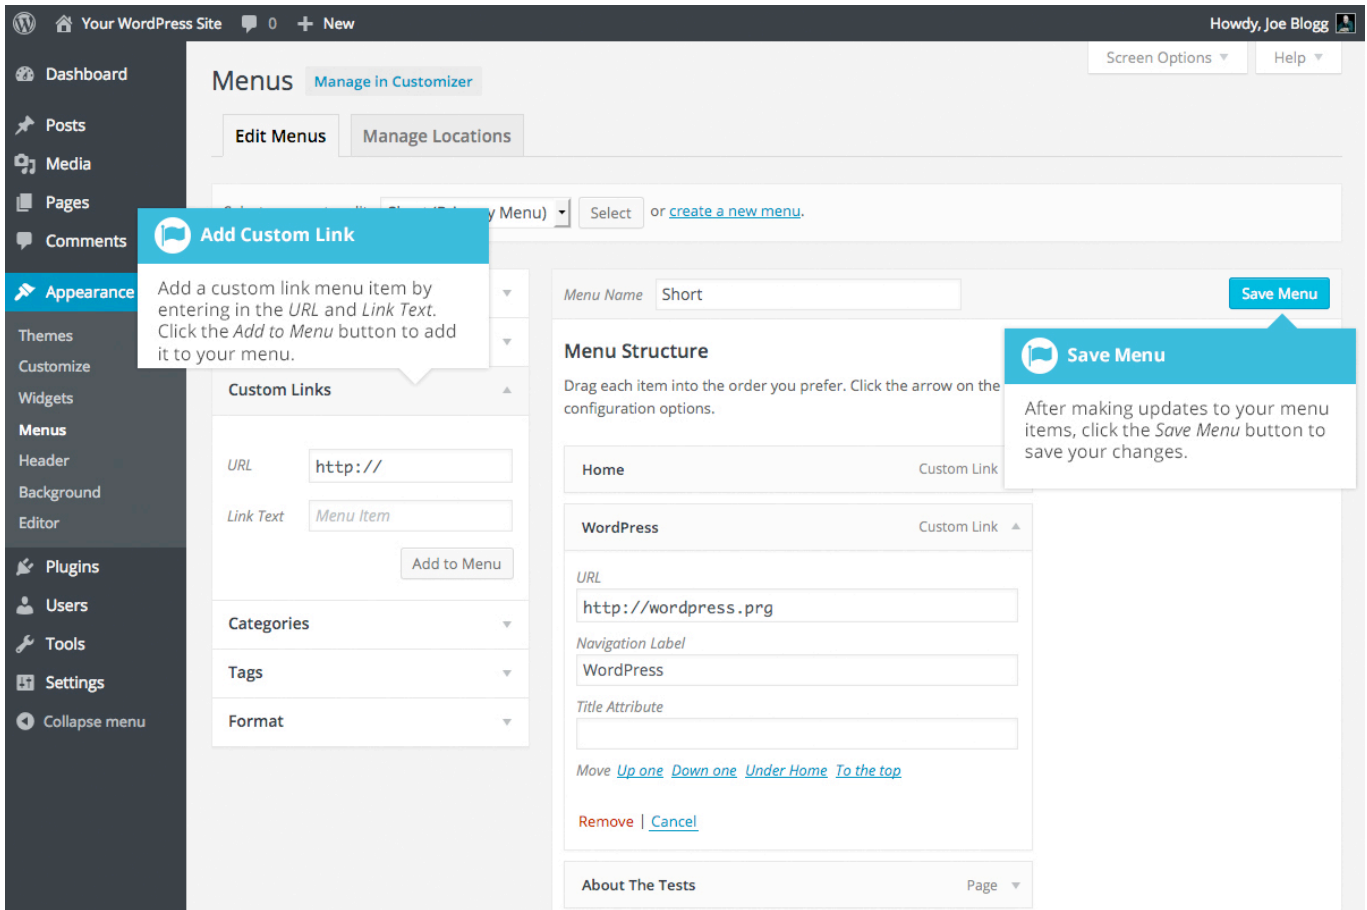 Your WordPress Site 0 New
Howdy, Joe Blogg
Screen Options
Help
Dashboard
Posts
Media
Pages
Comments
Appearance
Themes
Customize
Widgets
Menus
Header
Background
Editor
Plugins
Users
Tools
Settings
Collapse menu
Menus Manage in Customizer
Edit Menus
Manage Locations
y Menu) Select or create a new menu.
Add Custom Link
Add a custom link menu item by
entering in the URL and Link Text.
Click the Add to Menu button to add
it to your menu.
Custom Links
URL http://
Link Text Menu Item
Add to Menu
Categories
Tags
Format
Menu Name Short
Save Menu
Save Menu
After making updates to your menu
items, click the Save Menu button to
save your changes.
Menu Structure
Drag each item into the order you prefer. Click the arrow on the
configuration options.
Home Custom Link
WordPress Custom Link
URL
http://wordpress.prg
Navigation Label
WordPress
Title Attribute
Move Up one Down one Under Home To the top
Remove | Cancel
About The Tests Page